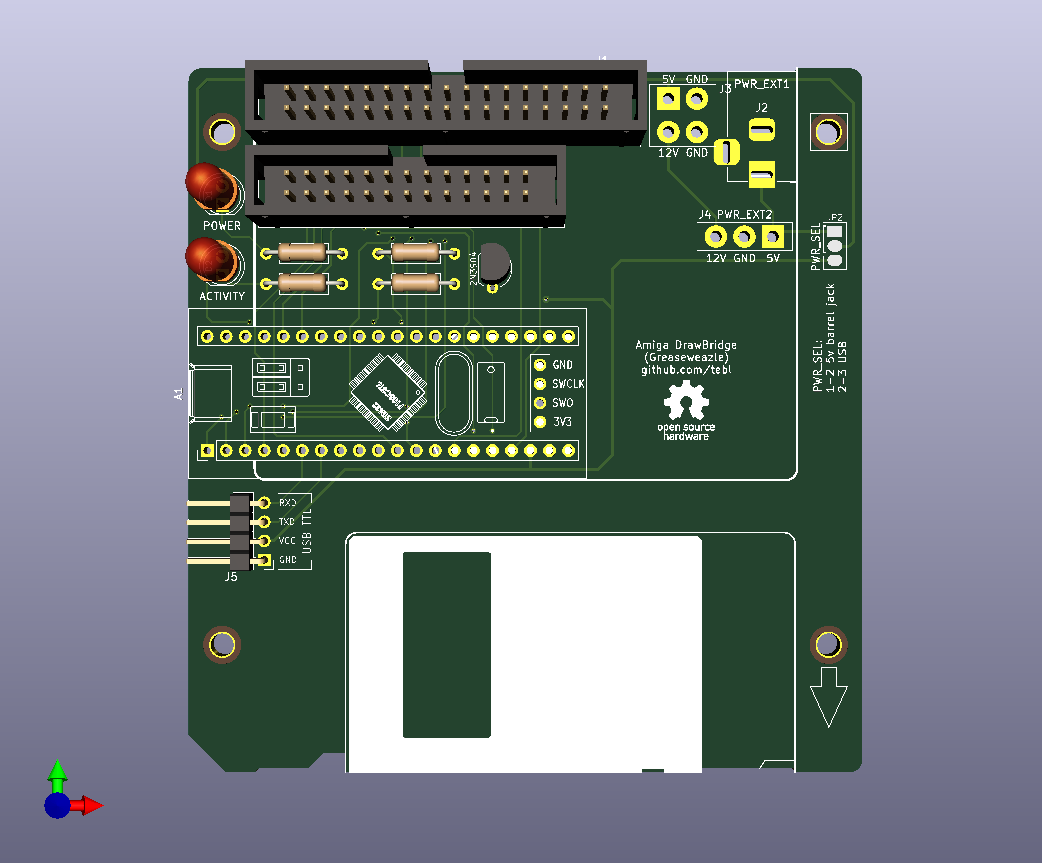 5V GND
J3
PWR_EXT1
J2
12V GND
POWER
J4 PWR_EXT2
12V GND 5V
PWR_SEL
ACTIVITY
2N3904
PWR_SEL:
1-2 5v barrel jack
2-3 USB
Amiga DrawBridge
(Greaseweazle)
github.com/tebl
open source
hardware
A1
GND
SWCLK
SWO
3V3
RXD
TXD
VCC
GND
USB TTL
J5